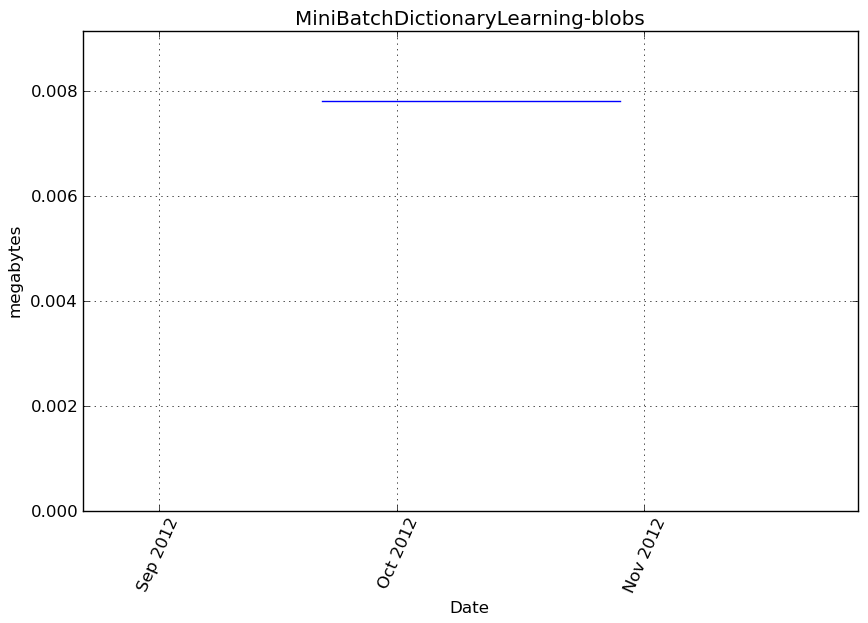 MiniBatchDictionaryLearning-blobs
0.008
0.006
0.004
0.002
0.000
megabytes
Sep 2012
Oct 2012
Nov 2012
Date